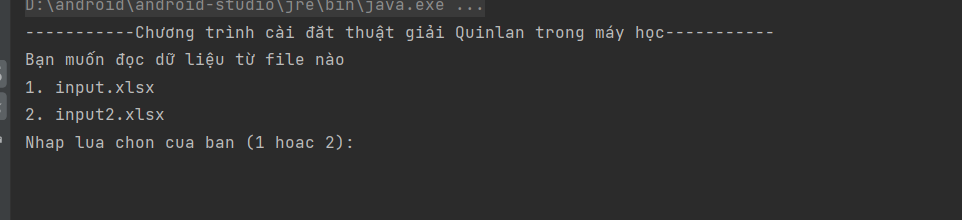 D:\android\android-studio\jre\bin\java.exe ...
-----------Chương trình cài đăt thuật giải Quinlan trong máy học-----------
Bạn muốn đọc dữ liệu từ file nào
1. input.xlsx
2. input2.xlsx
Nhap lua chon cua ban (1 hoac 2):